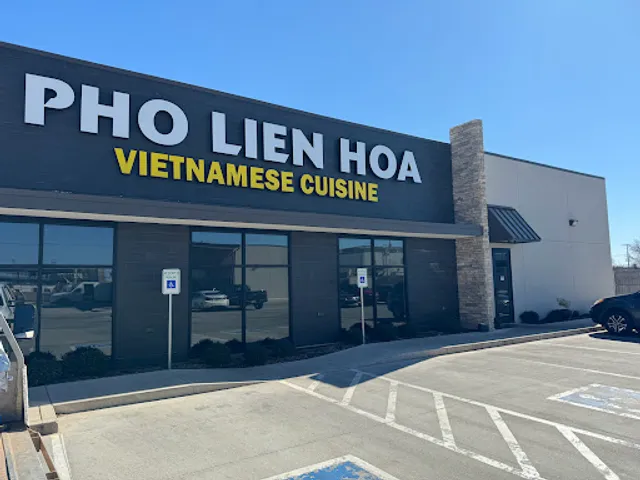 PHO LIEN HOA
VIETNAMESE CUISINE